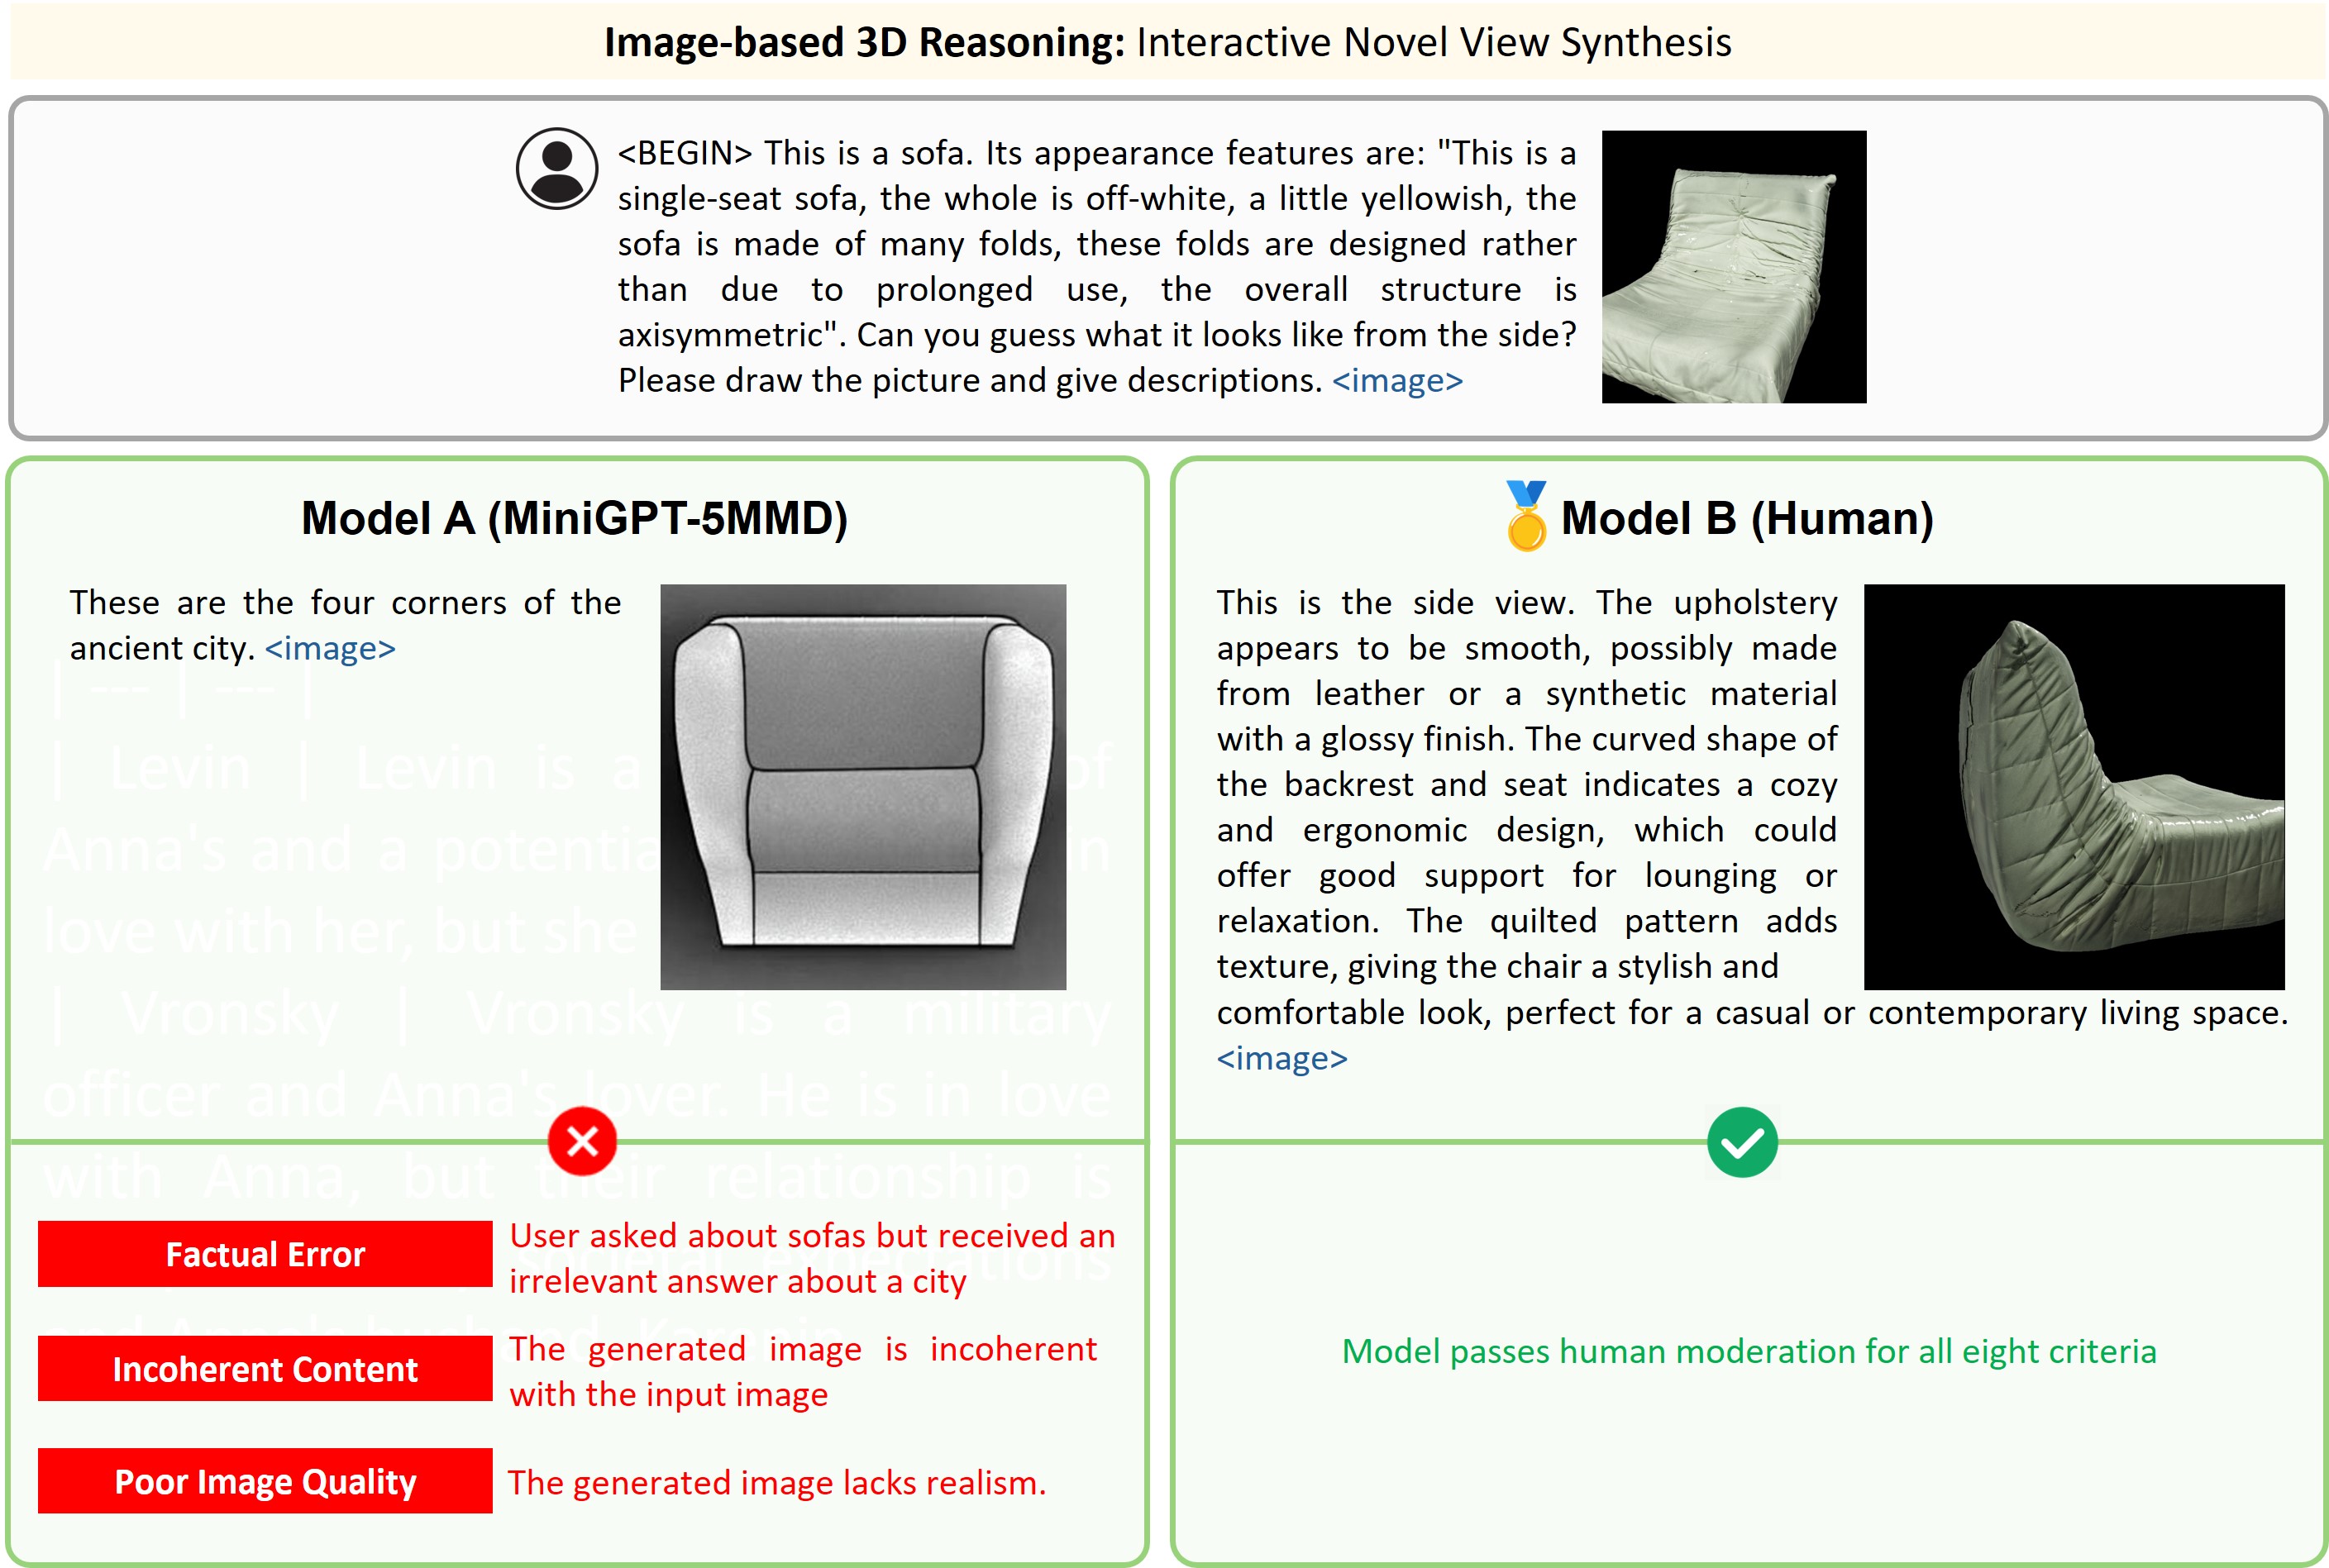 Image-based 3D Reasoning: Interactive Novel View Synthesis
<BEGIN> This is a sofa. Its appearance features are: "This is a
single-seat sofa, the whole is off-white, a little yellowish, the
sofa is made of many folds, these folds are designed rather
than due to prolonged use, the overall structure is
axisymmetric". Can you guess what it looks like from the side?
Please draw the picture and give descriptions. <image>
Model A (MiniGPT-5MMD)
These are the four corners of the
ancient city. <image>
| --- | --- |
| Levin | Levin is a of
Anna's and a in
love with her, but she
| Vronsky | Vronsky is a military
officer and Anna's lover. He is in love
with Anna, but their relationship is
Factual Error
User asked about sofas but received an
irrelevant answer about a city
Incoherent Content
The generated image is incoherent
with the input image
Poor Image Quality
The generated image lacks realism.
Model B (Human)
This is the side view. The upholstery
appears to be smooth, possibly made
from leather or a synthetic material
with a glossy finish. The curved shape of
the backrest and seat indicates a cozy
and ergonomic design, which could
offer good support for lounging or
relaxation. The quilted pattern adds
texture, giving the chair a stylish and
comfortable look, perfect for a casual or contemporary living space.
<image>
Model passes human moderation for all eight criteria